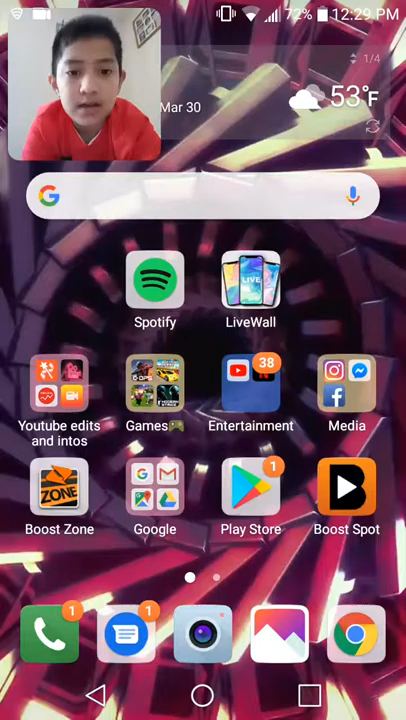 72% 12:29 PM
1/4
Mar 30
53°F
LIVE
Spotify
LiveWall
38
Youtube edits
and intos
Games🎮
Entertainment
Media
ZONE
1
Boost Zone
Google
Play Store
Boost Spot
1
1